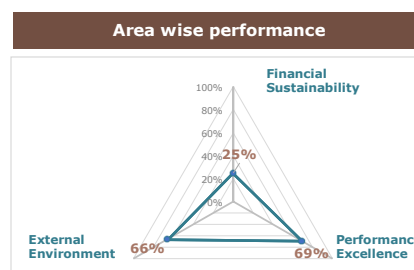 Area wise performance
Financial
Sustainability
100%
80%
60%
40%
25%
20%
0%
External
Environment
66%
69%
Performanc
Excellence